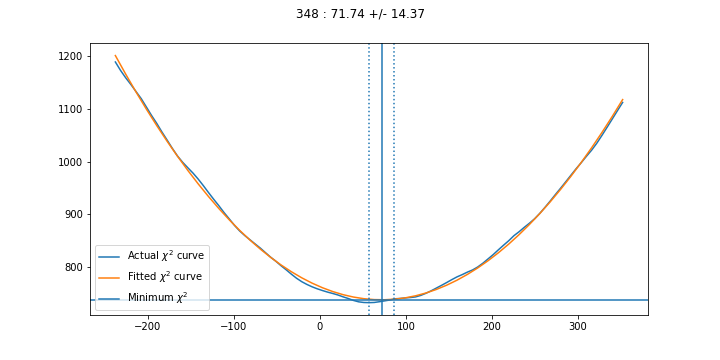 348 : 71.74 +/- 14.37
1200
1100
1000
900
800
Actual χ² curve
Fitted χ² curve
Minimum χ²
−200 −100 0 100 200 300